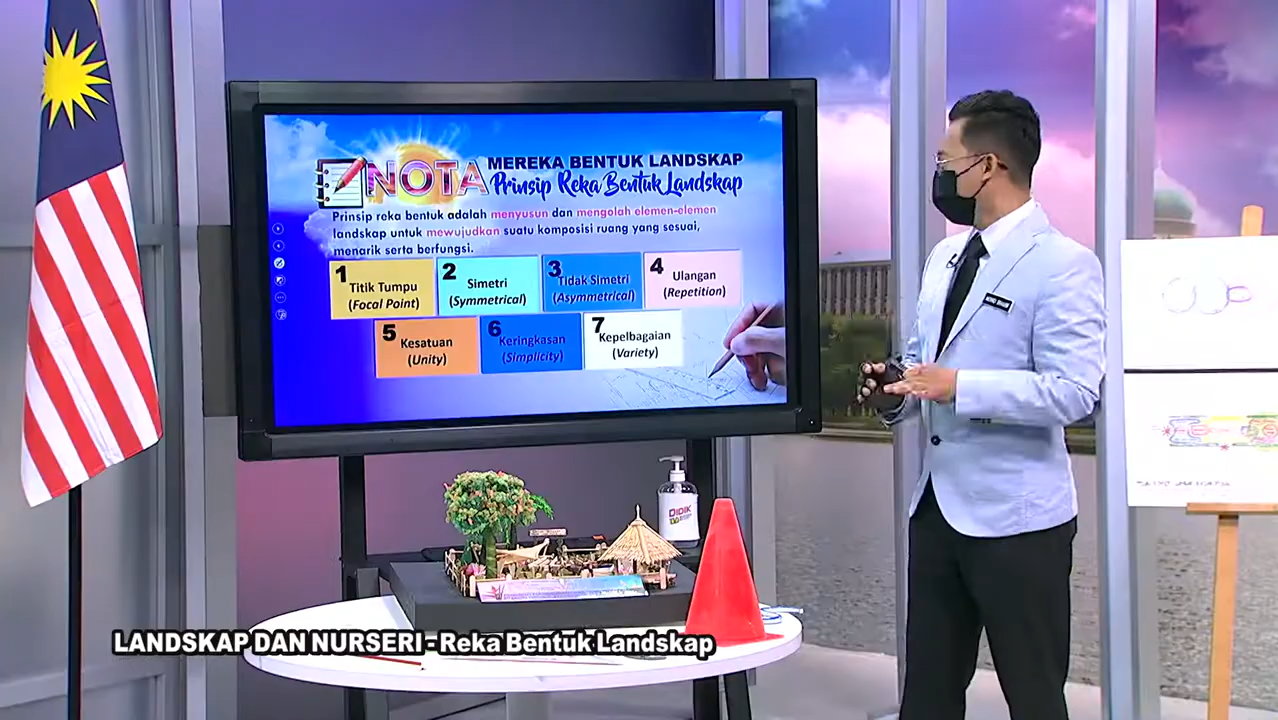 NOTA
MEREKA BENTUK LANDSKAP
Prinsip Reka Bentuk Landskap
Prinsip reka bentuk adalah menyusun dan mengolah elemen-elemen
landskap untuk mewujudkan suatu komposisi ruang yang sesuai,
menarik serta berfungsi.
1
Titik Tumpu
(Focal Point)
2
Simetri
(Symmetrical)
3
Tidak Simetri
(Asymmetrical)
4
Ulangan
(Repetition)
5
Kesatuan
(Unity)
6
Keringkasan
(Simplicity)
7
Kepelbagaian
(Variety)
DIDIK
LANDSKAP DAN NURSERI - Reka Bentuk Landskap